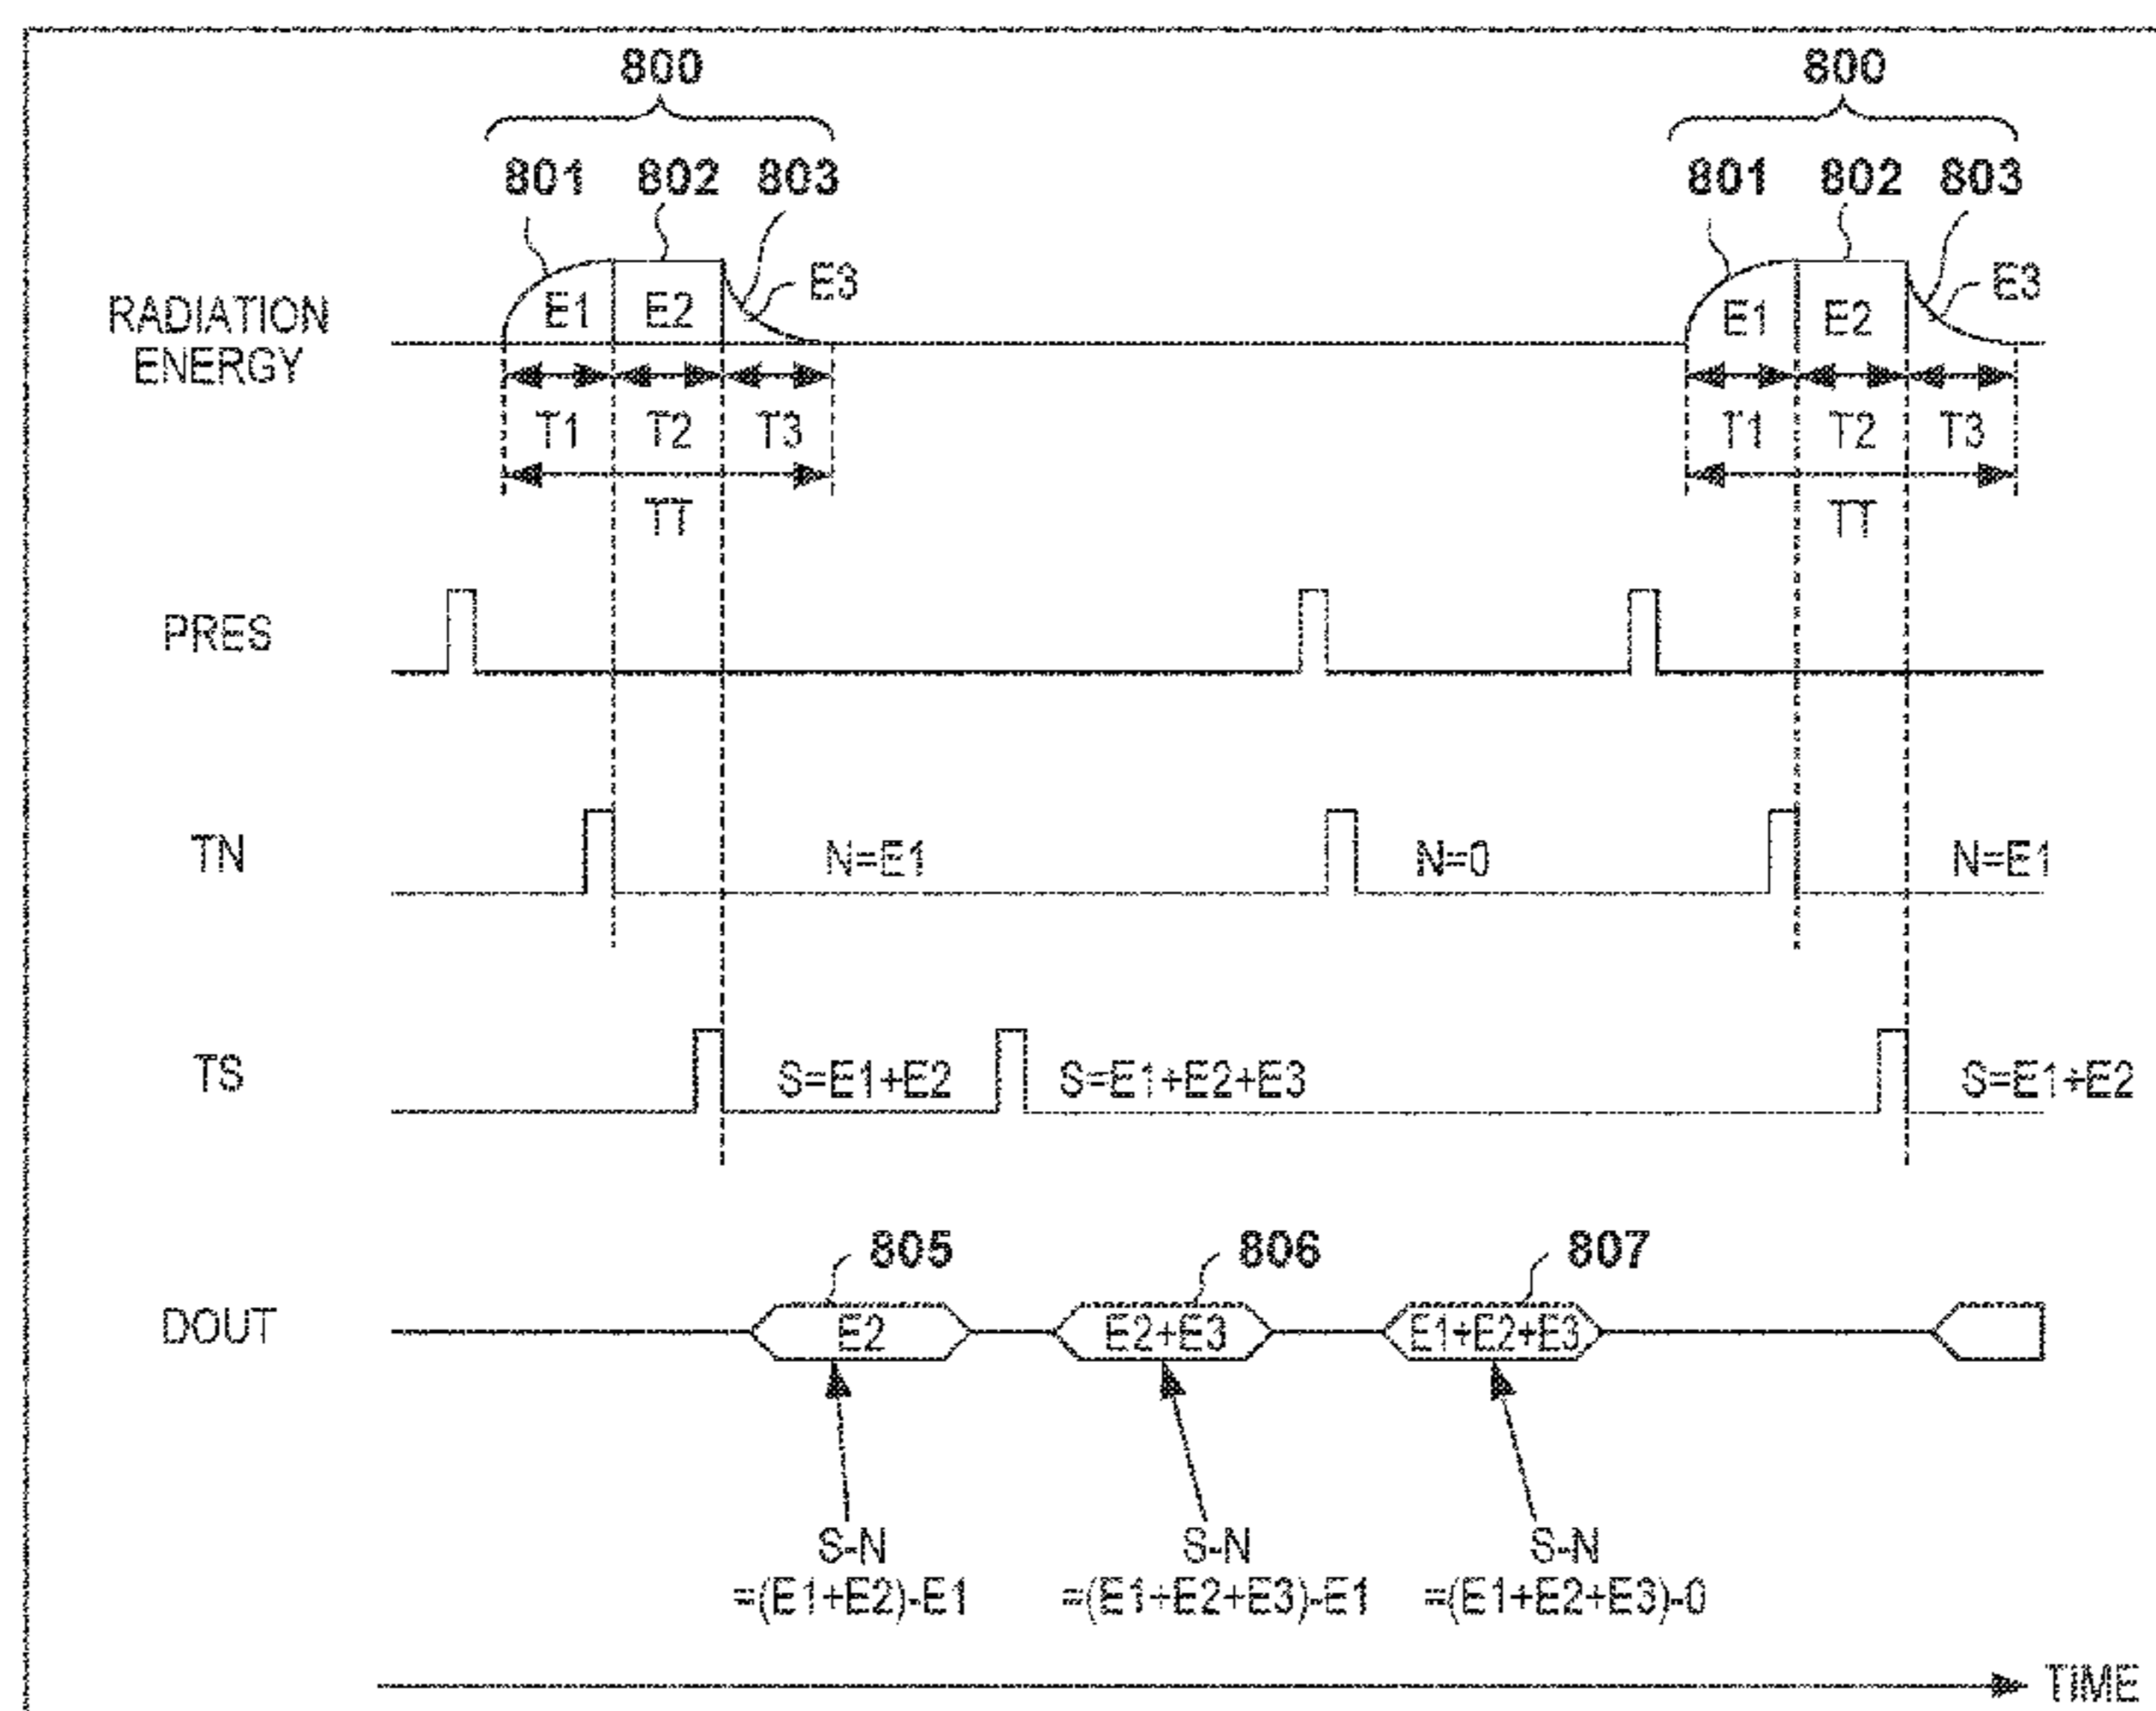 800 800
801 802 803 801 802 803
RADIATION
ENERGY
E1 E2 E3 E1 E2 E3
T1 T2 T3 T1 T2 T3
TT TT
PRES
TN N=E1 N=0 N=E1
TS S=E1+E2 S=E1+E2+E3 S=E1+E2
805 806 807
DOUT E2 E2+E3 E1+E2+E3
S-N S-N S-N
=(E1+E2)-E1 =(E1+E2+E3)-E1 =(E1+E2+E3)-0
TIME